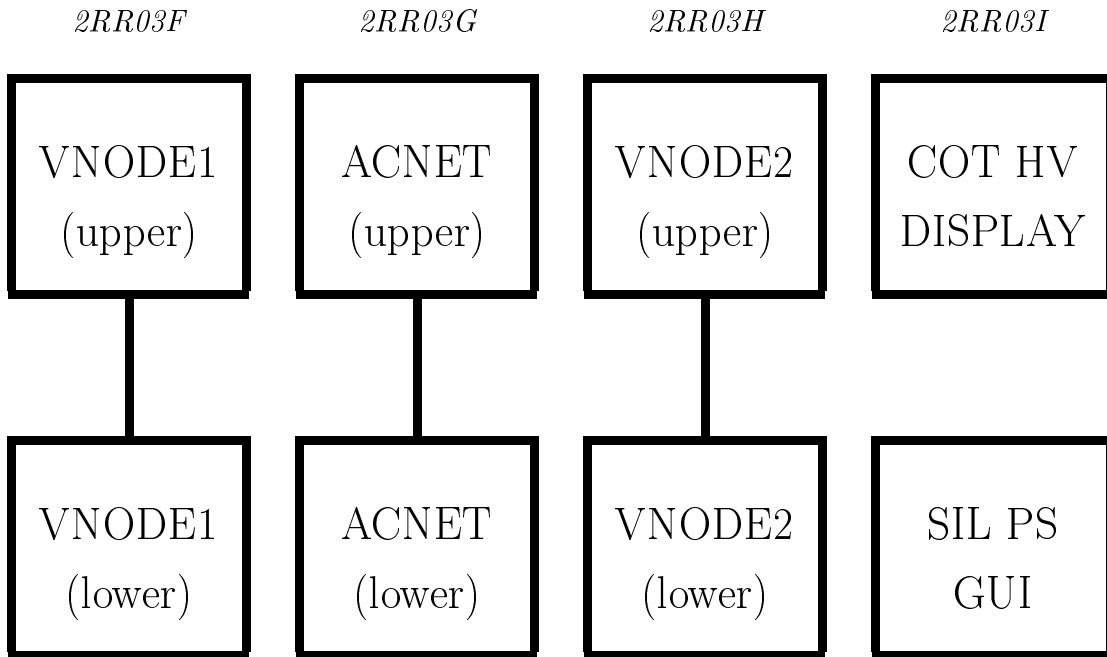 2RR03F 2RR03G 2RR03H 2RR03I
VNODE1 ACNET VNODE2 COT HV
(upper) (upper) (upper) DISPLAY
VNODE1 ACNET VNODE2 SIL PS
(lower) (lower) (lower) GUI